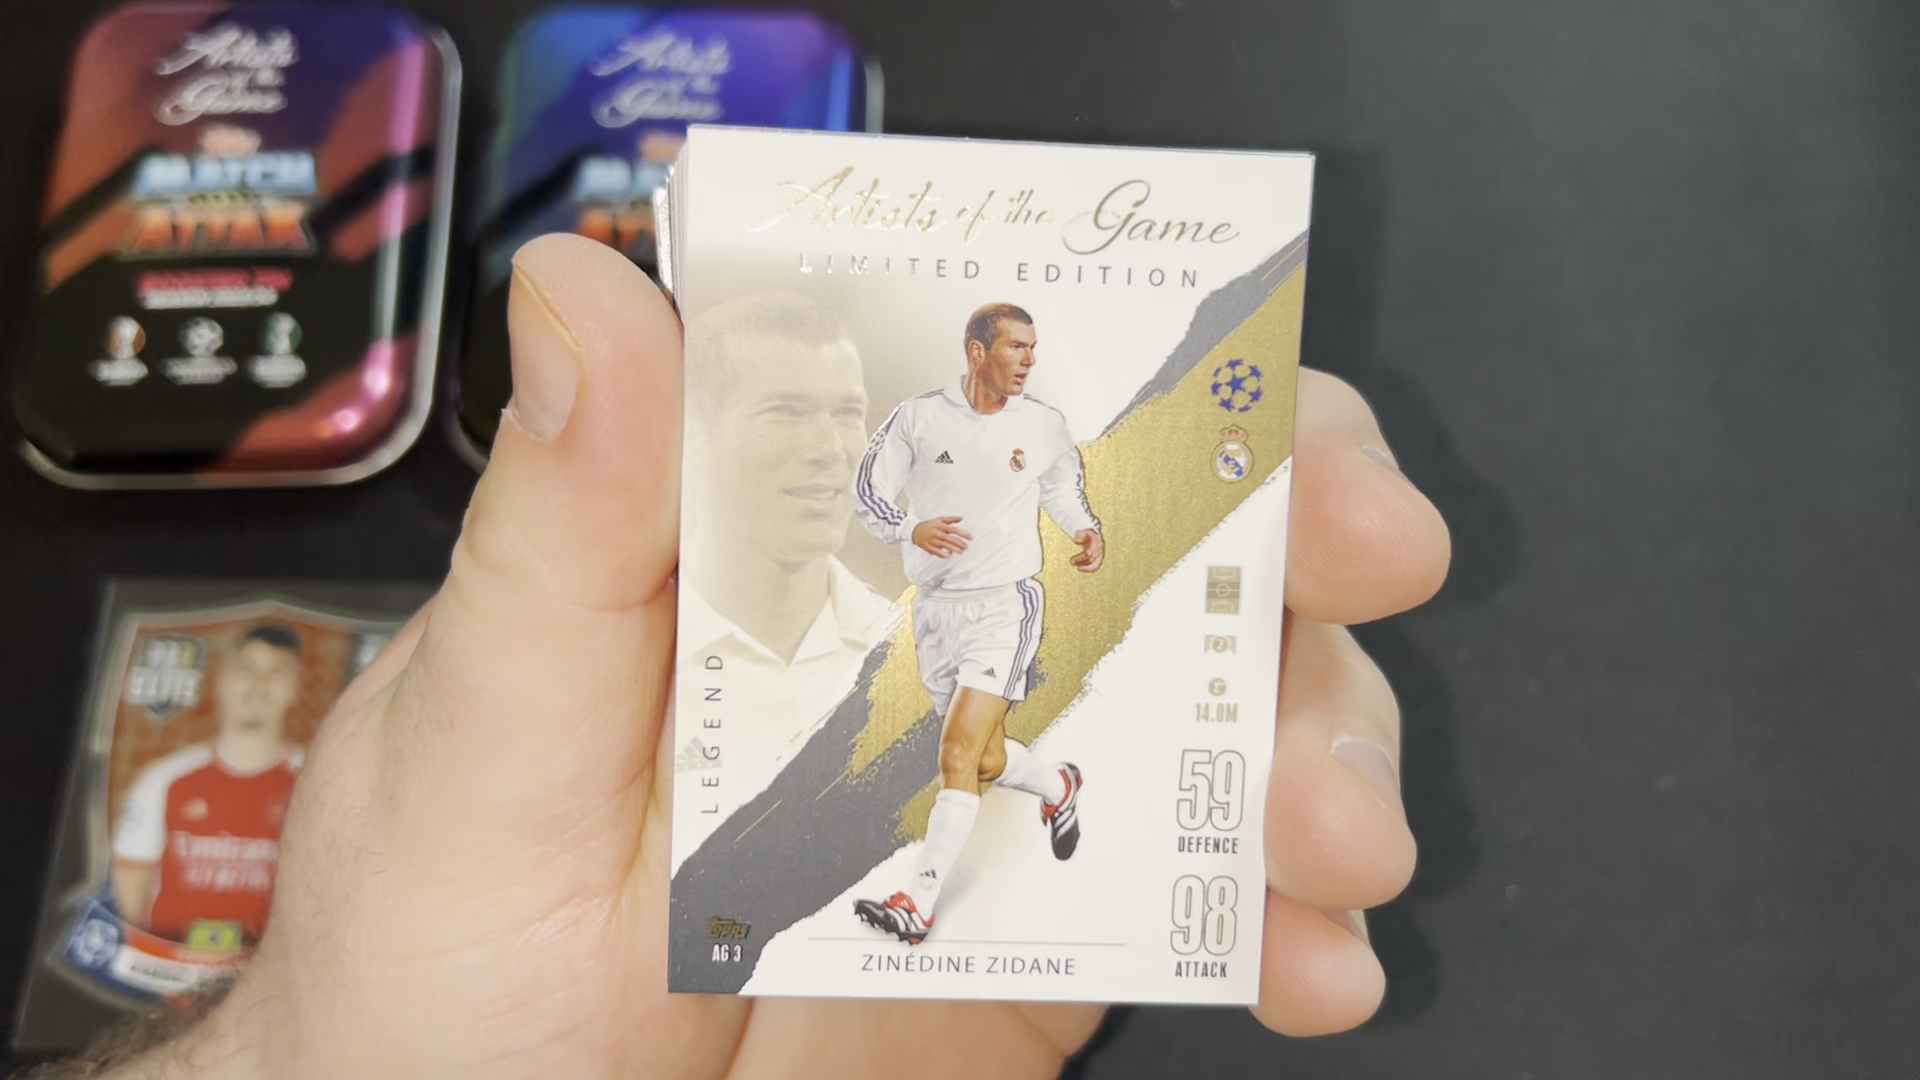 Artists
of the
Game
MATCH
ATTAX
Artists
of the
Game
Artists of the Game
LIMITED EDITION
LEGEND
14.0M
59
DEFENCE
98
ATTACK
TOPPS
AG 3
ZINÉDINE ZIDANE